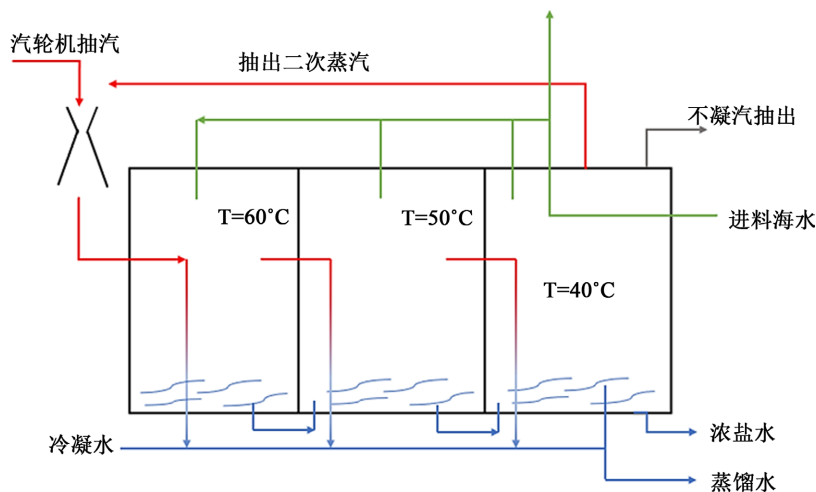 汽轮机抽汽
抽出二次蒸汽
不凝汽抽出
T=60°C
T=50°C
进料海水
T=40°C
冷凝水
浓盐水
蒸馏水